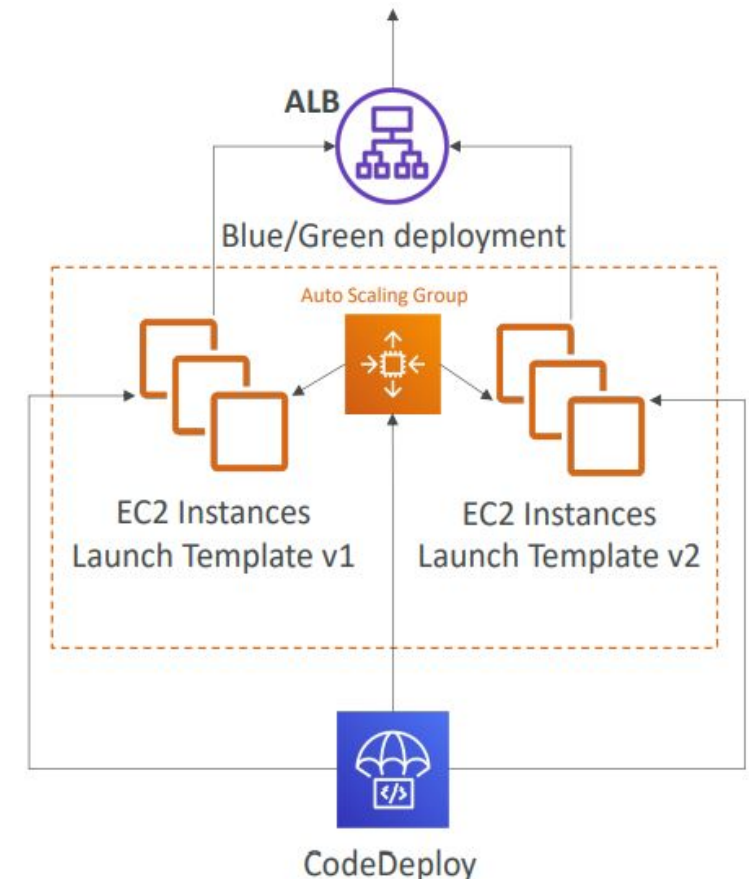 ALB
Blue/Green deployment
Auto Scaling Group
EC2 Instances
Launch Template v1
EC2 Instances
Launch Template v2
</>
CodeDeploy